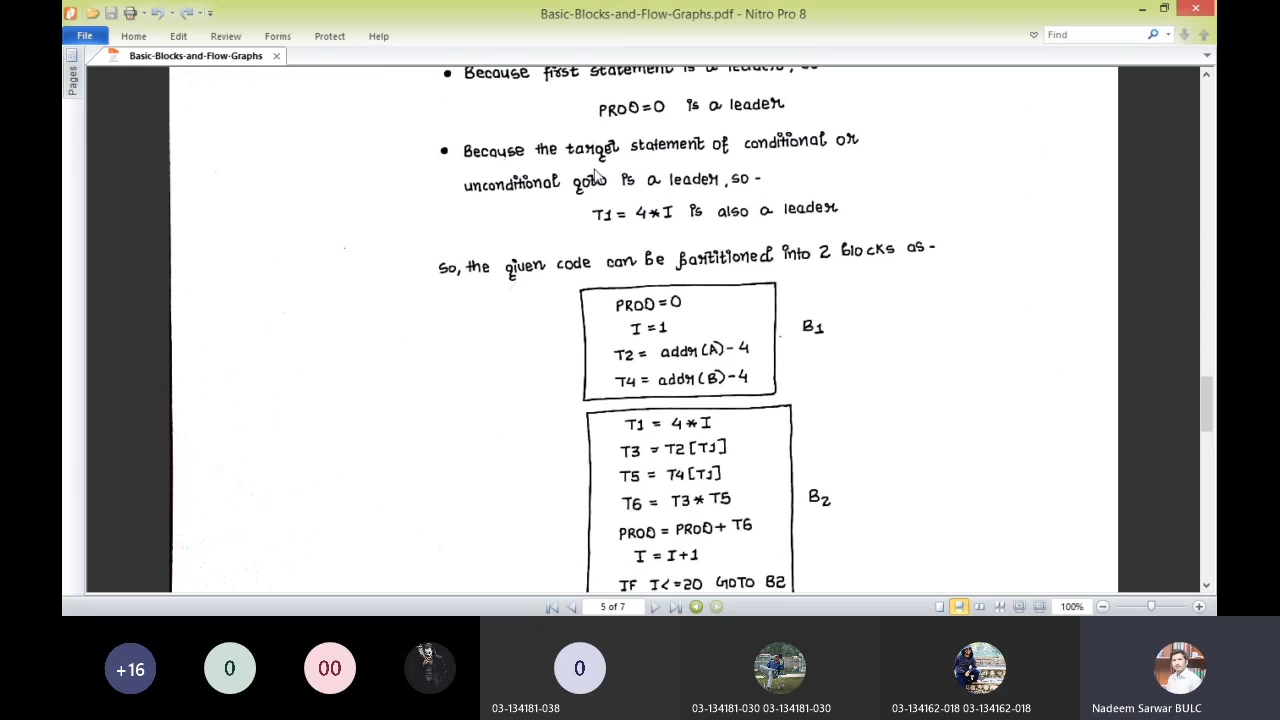 Basic-Blocks-and-Flow-Graphs.pdf - Nitro Pro 8
File Home Edit Review Forms Protect Help Find
Basic-Blocks-and-Flow-Graphs
Pages
Because first statement is a leader, so
PROD=0 is a leader
Because the target statement of conditional or
unconditional goto is a leader, so -
T1 = 4*I is also a leader
So, the given code can be partitioned into 2 blocks as-
PROD=0
I = 1
T2 = addr(A)-4
T4 = addr(B)-4
B1
T1 = 4*I
T3 = T2[T1]
T5 = T4[T1]
T6 = T3*T5
PROD = PROD+T6
I = I+1
IF I<=20 GOTO B2
B2
5 of 7
100%
+16
0
00
0
03-134181-038
03-134181-030 03-134181-030
03-134162-018 03-134162-018
Nadeem Sarwar BULC